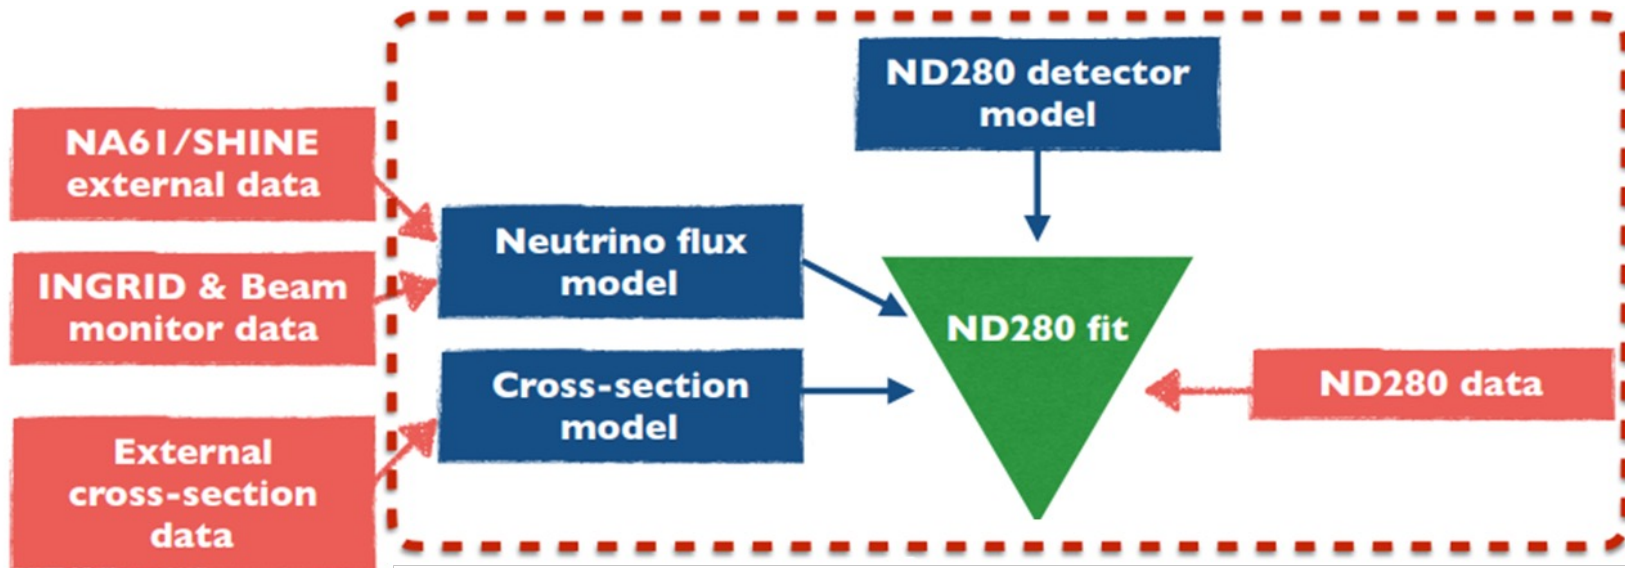 ND280 detector
model
NA61/SHINE
external data
Neutrino flux
model
INGRID & Beam
monitor data
ND280 fit
Cross-section
model
ND280 data
External
cross-section
data